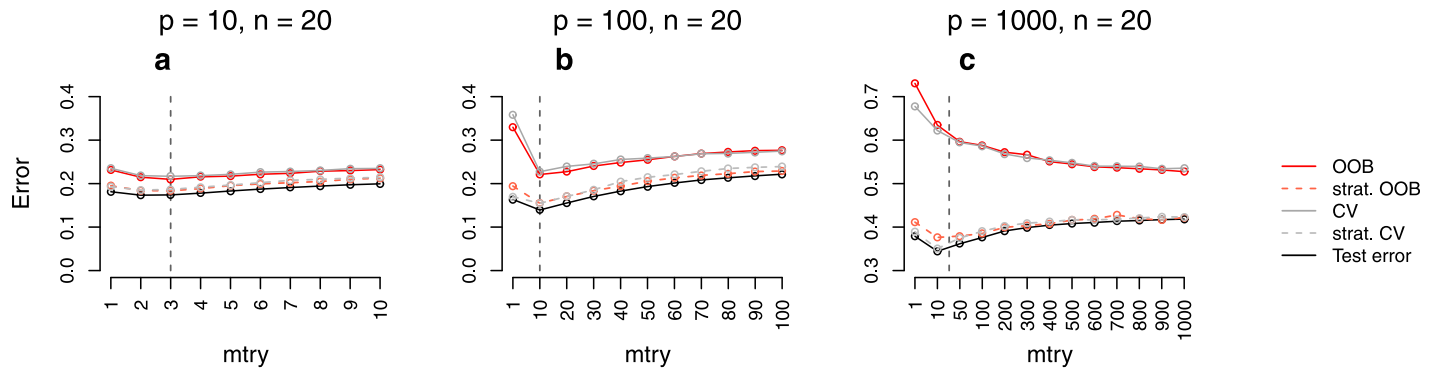 p = 10, n = 20
p = 100, n = 20
p = 1000, n = 20
a
b
c
Error
0.0 0.1 0.2 0.3 0.4
1 2 3 4 5 6 7 8 9 10
mtry
0.0 0.1 0.2 0.3 0.4
1 10 20 30 40 50 60 70 80 90 100
mtry
0.3 0.4 0.5 0.6 0.7
1 10 50 100 200 300 400 500 600 700 800 900 1000
mtry
OOB
strat. OOB
CV
strat. CV
Test error